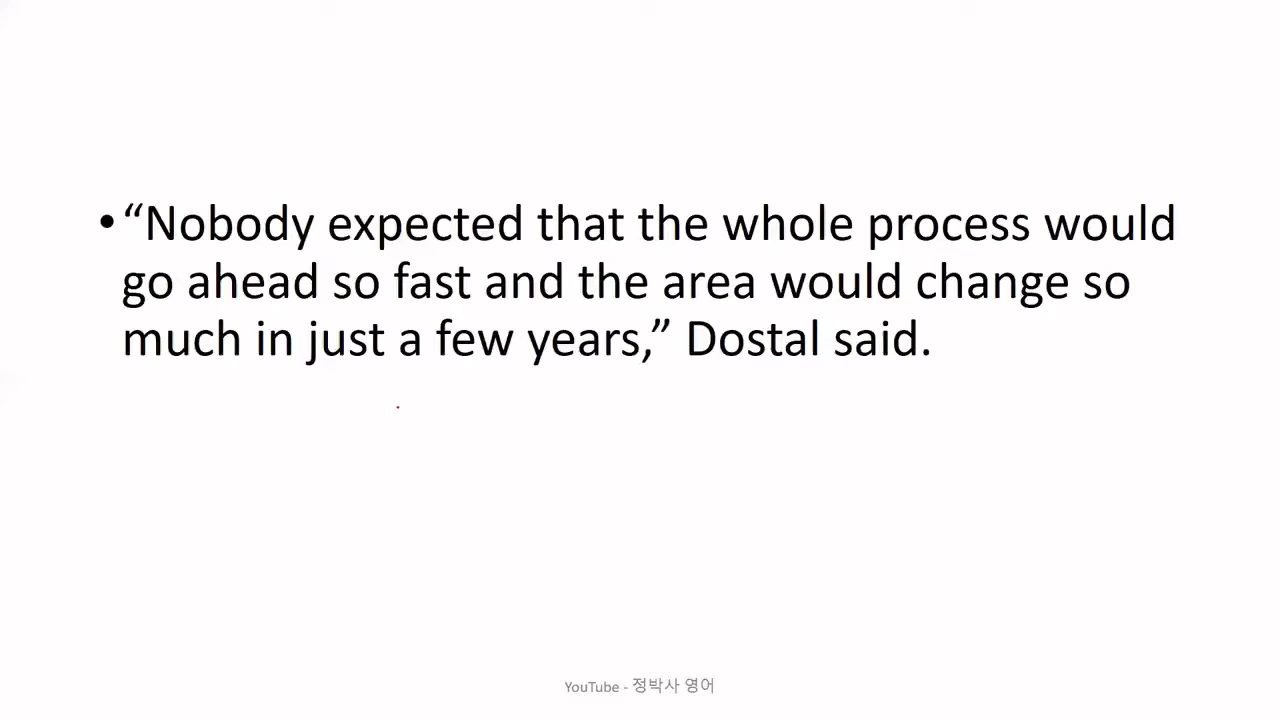 •“Nobody expected that the whole process would
go ahead so fast and the area would change so
much in just a few years,” Dostal said.
YouTube - 정박사 영어